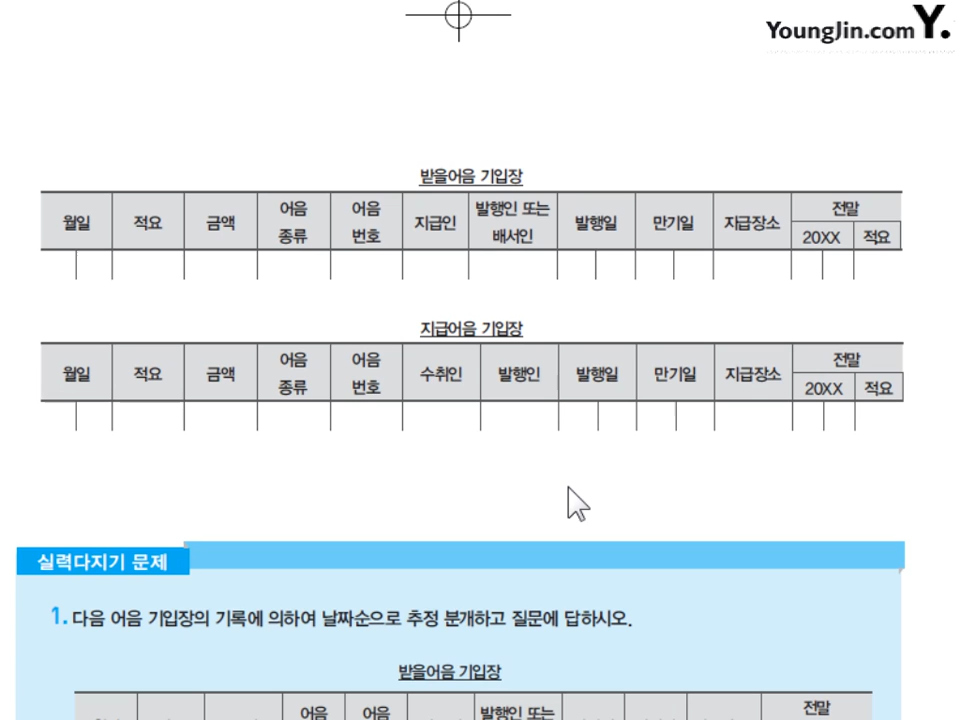 YoungJin.com Y.
받을어음 기입장
월일 적요 금액 어음 종류 어음 번호 지급인 발행인 또는 배서인 발행일 만기일 지급장소 전말 20XX 적요
지급어음 기입장
월일 적요 금액 어음 종류 어음 번호 수취인 발행인 발행일 만기일 지급장소 전말 20XX 적요
실력다지기 문제
1. 다음 어음 기입장의 기록에 의하여 날짜순으로 추정 분개하고 질문에 답하시오.
받을어음 기입장
어음 어음 발행인 또는 전말